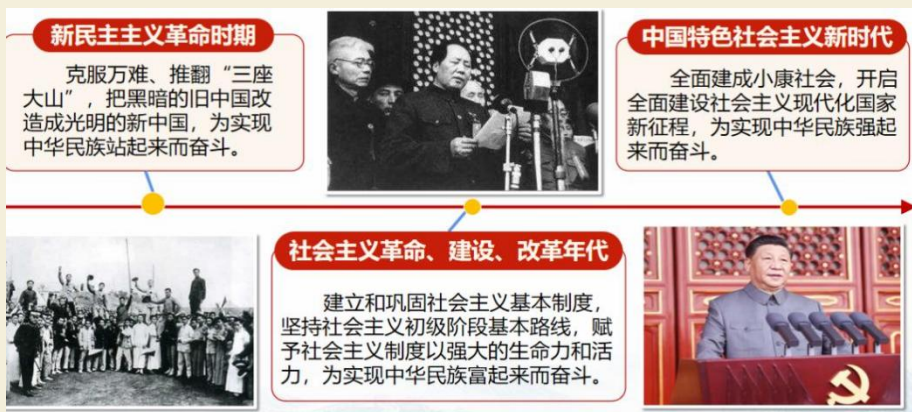 新民主主义革命时期
克服万难、推翻“三座
大山”，把黑暗的旧中国改
造成光明的新中国，为实现
中华民族站起来而奋斗。
社会主义革命、建设、改革年代
建立和巩固社会主义基本制度，
坚持社会主义初级阶段基本路线，赋
予社会主义制度以强大的生命力和活
力，为实现中华民族富起来而奋斗。
中国特色社会主义新时代
全面建成小康社会，开启
全面建设社会主义现代化国家
新征程，为实现中华民族强起
来而奋斗。